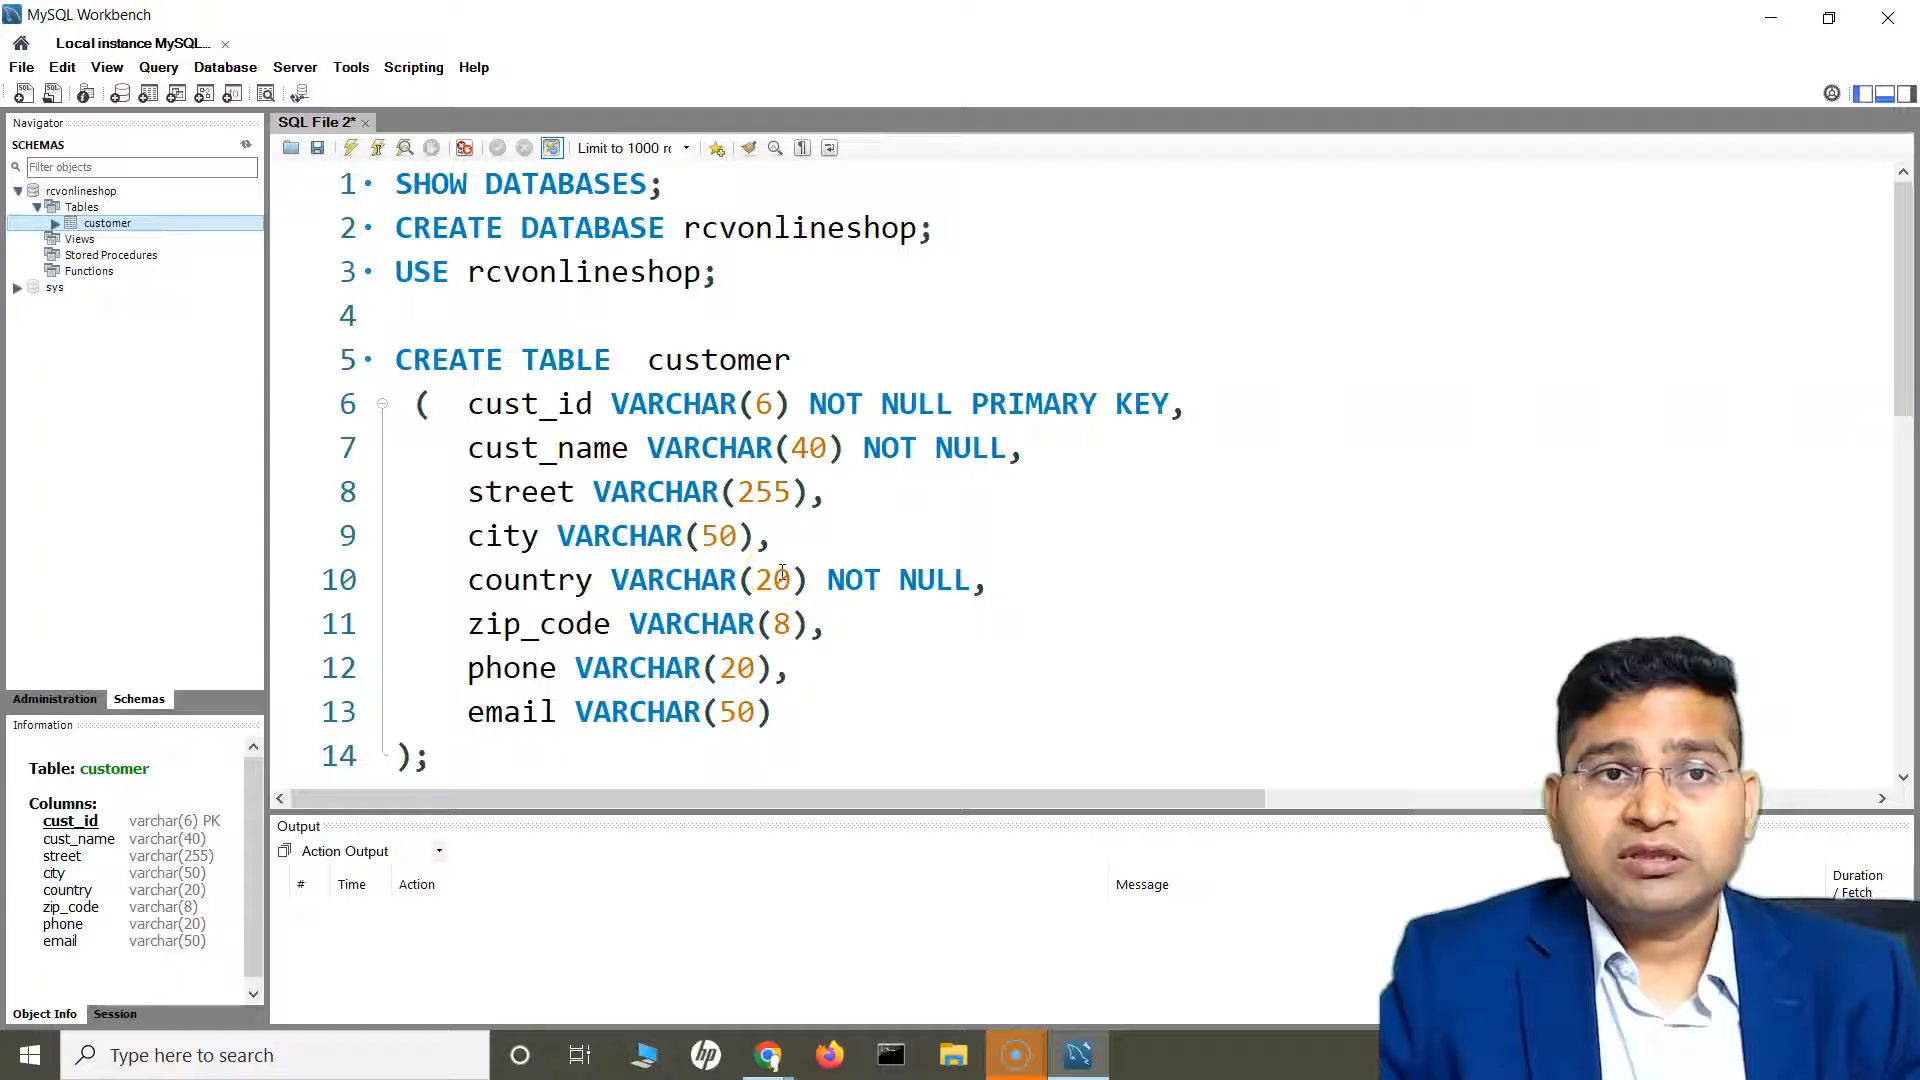 MySQL Workbench
Local instance MySQL...
File Edit View Query Database Server Tools Scripting Help
Navigator
SCHEMAS
Filter objects
rcvonlineshop
Tables
customer
Views
Stored Procedures
Functions
sys
Administration Schemas
Information
Table: customer
Columns:
cust_id varchar(6) PK
cust_name varchar(40)
street varchar(255)
city varchar(50)
country varchar(20)
zip_code varchar(8)
phone varchar(20)
email varchar(50)
Object Info Session
SQL File 2*
Limit to 1000 rc
1 SHOW DATABASES;
2 CREATE DATABASE rcvonlineshop;
3 USE rcvonlineshop;
4
5 CREATE TABLE customer
6 ( cust_id VARCHAR(6) NOT NULL PRIMARY KEY,
7 cust_name VARCHAR(40) NOT NULL,
8 street VARCHAR(255),
9 city VARCHAR(50),
10 country VARCHAR(20) NOT NULL,
11 zip_code VARCHAR(8),
12 phone VARCHAR(20),
13 email VARCHAR(50)
14 );
Output
Action Output
# Time Action Message Duration / Fetch
Type here to search
hp